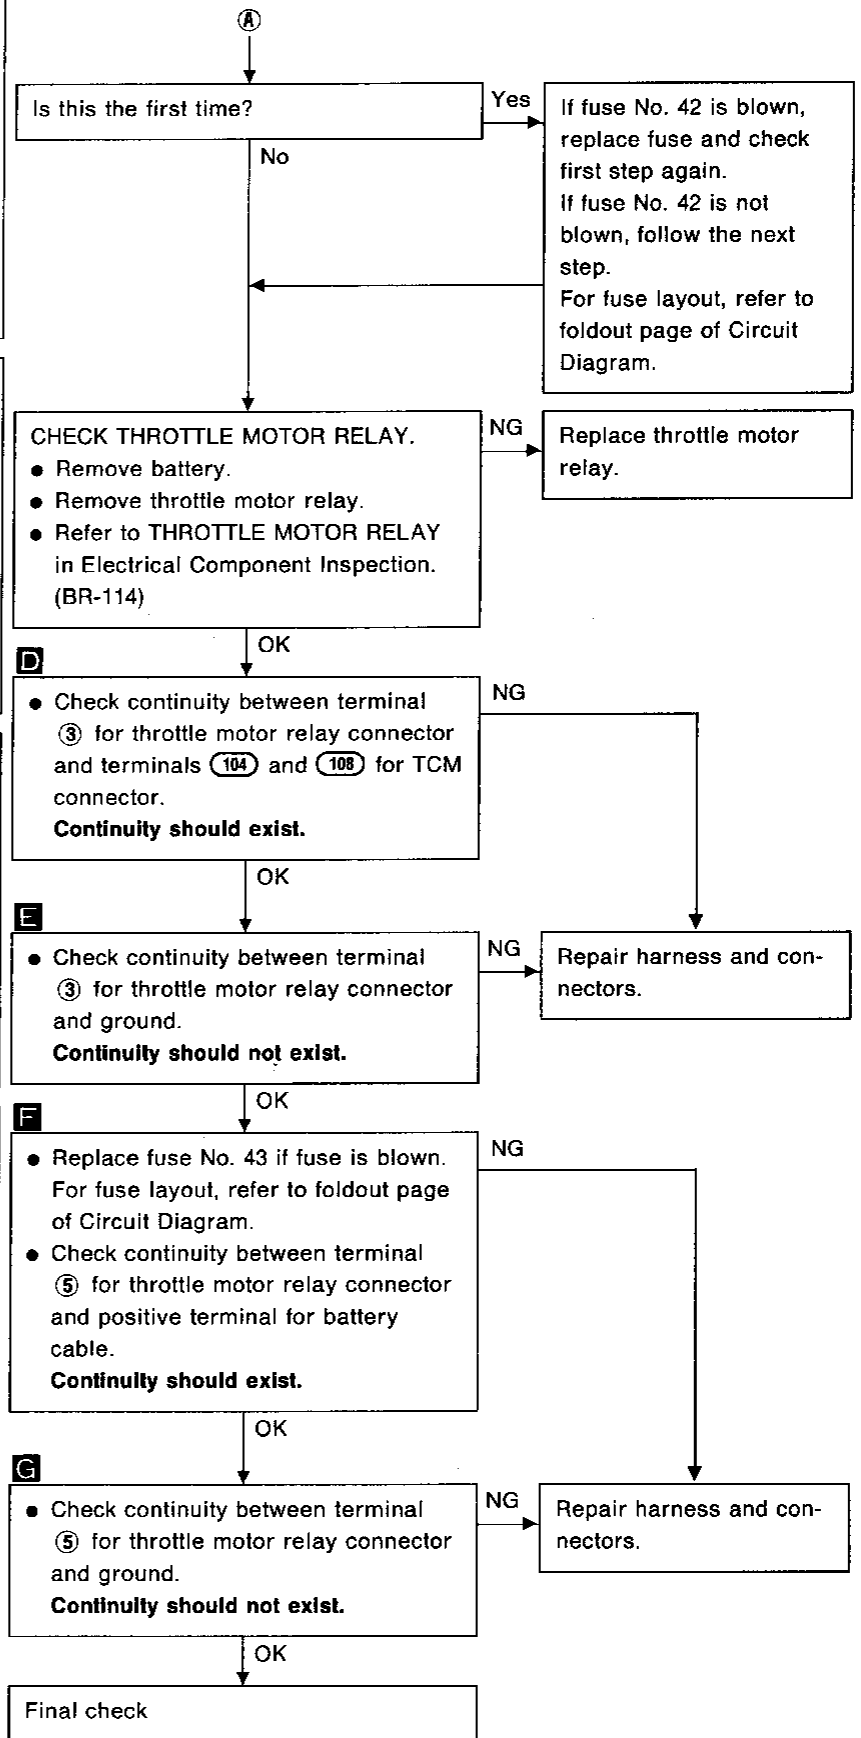 Ⓐ
Is this the first time?
Yes
If fuse No. 42 is blown,
replace fuse and check
first step again.
If fuse No. 42 is not
blown, follow the next
step.
For fuse layout, refer to
foldout page of Circuit
Diagram.
No
CHECK THROTTLE MOTOR RELAY.
● Remove battery.
● Remove throttle motor relay.
● Refer to THROTTLE MOTOR RELAY
in Electrical Component Inspection.
(BR-114)
NG
Replace throttle motor
relay.
OK
D
● Check continuity between terminal
③ for throttle motor relay connector
and terminals 104 and 108 for TCM
connector.
Continuity should exist.
NG
OK
E
● Check continuity between terminal
③ for throttle motor relay connector
and ground.
Continuity should not exist.
NG
Repair harness and con-
nectors.
OK
F
● Replace fuse No. 43 if fuse is blown.
For fuse layout, refer to foldout page
of Circuit Diagram.
● Check continuity between terminal
⑤ for throttle motor relay connector
and positive terminal for battery
cable.
Continuity should exist.
NG
OK
G
● Check continuity between terminal
⑤ for throttle motor relay connector
and ground.
Continuity should not exist.
NG
Repair harness and con-
nectors.
OK
Final check